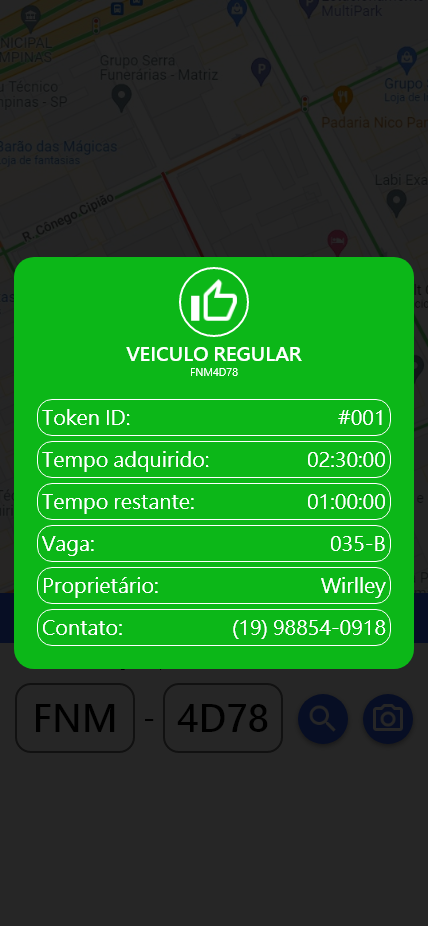 MultiPark
NICIPAL
MPINAS
Grupo Serra
Funerárias - Matriz
Grupo
Loja de
u Técnico
mpinas - SP
Padaria Nico Par
Barão das Mágicas
Loja de fantasias
Labi Exa
R. Cônego Cipião
VEICULO REGULAR
FNM4D78
Token ID: #001
Tempo adquirido: 02:30:00
Tempo restante: 01:00:00
Vaga: 035-B
Proprietário: Wirlley
Contato: (19) 98854-0918
FNM - 4D78